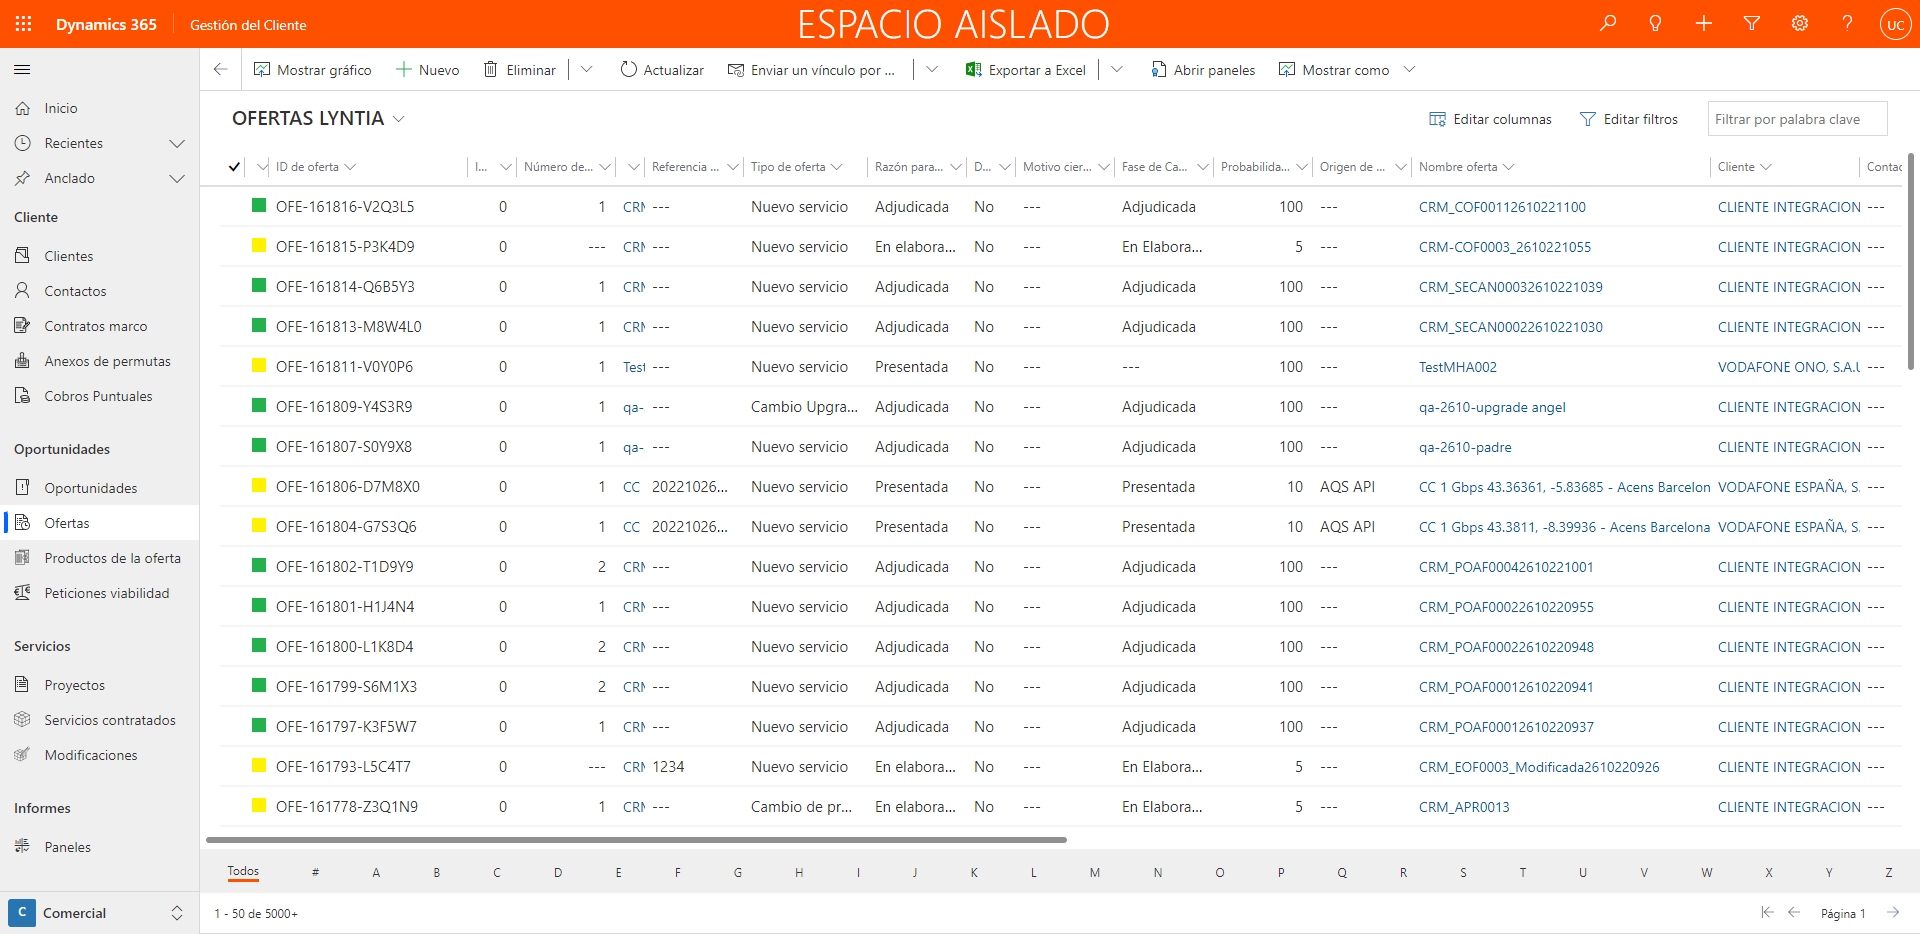 Dynamics 365
Gestión del Cliente
ESPACIO AISLADO
UC
Mostrar gráfico
Nuevo
Eliminar
Actualizar
Enviar un vínculo por ...
Exportar a Excel
Abrir paneles
Mostrar como
Inicio
Recientes
Anclado
Cliente
Clientes
Contactos
Contratos marco
Anexos de permutas
Cobros Puntuales
Oportunidades
Oportunidades
Ofertas
Productos de la oferta
Peticiones viabilidad
Servicios
Proyectos
Servicios contratados
Modificaciones
Informes
Paneles
C Comercial
OFERTAS LYNTIA
Editar columnas
Editar filtros
Filtrar por palabra clave
ID de oferta I... Número de... Referencia ... Tipo de oferta Razón para... D... Motivo cier... Fase de Ca... Probabilida... Origen de ... Nombre oferta Cliente Contac
OFE-161816-V2Q3L5 0 1 CRM --- Nuevo servicio Adjudicada No --- Adjudicada 100 --- CRM_COF00112610221100 CLIENTE INTEGRACION ---
OFE-161815-P3K4D9 0 --- CRM --- Nuevo servicio En elabora... No --- En Elabora... 5 --- CRM-COF0003_2610221055 CLIENTE INTEGRACION ---
OFE-161814-Q6B5Y3 0 1 CRM --- Nuevo servicio Adjudicada No --- Adjudicada 100 --- CRM_SECAN00032610221039 CLIENTE INTEGRACION ---
OFE-161813-M8W4L0 0 1 CRM --- Nuevo servicio Adjudicada No --- Adjudicada 100 --- CRM_SECAN00022610221030 CLIENTE INTEGRACION ---
OFE-161811-V0Y0P6 0 1 Test --- Nuevo servicio Presentada No --- --- 100 --- TestMHA002 VODAFONE ONO, S.A.U ---
OFE-161809-Y4S3R9 0 1 qa- --- Cambio Upgra... Adjudicada No --- Adjudicada 100 --- qa-2610-upgrade angel CLIENTE INTEGRACION ---
OFE-161807-S0Y9X8 0 1 qa- --- Nuevo servicio Adjudicada No --- Adjudicada 100 --- qa-2610-padre CLIENTE INTEGRACION ---
OFE-161806-D7M8X0 0 1 CC 20221026... Nuevo servicio Presentada No --- Presentada 10 AQS API CC 1 Gbps 43.36361, -5.83685 - Acens Barcelon VODAFONE ESPAÑA, S. ---
OFE-161804-G7S3Q6 0 1 CC 20221026... Nuevo servicio Presentada No --- Presentada 10 AQS API CC 1 Gbps 43.3811, -8.39936 - Acens Barcelona VODAFONE ESPAÑA, S. ---
OFE-161802-T1D9Y9 0 2 CRM --- Nuevo servicio Adjudicada No --- Adjudicada 100 --- CRM_POAF00042610221001 CLIENTE INTEGRACION ---
OFE-161801-H1J4N4 0 1 CRM --- Nuevo servicio Adjudicada No --- Adjudicada 100 --- CRM_POAF00022610220955 CLIENTE INTEGRACION ---
OFE-161800-L1K8D4 0 2 CRM --- Nuevo servicio Adjudicada No --- Adjudicada 100 --- CRM_POAF00022610220948 CLIENTE INTEGRACION ---
OFE-161799-S6M1X3 0 2 CRM --- Nuevo servicio Adjudicada No --- Adjudicada 100 --- CRM_POAF00012610220941 CLIENTE INTEGRACION ---
OFE-161797-K3F5W7 0 1 CRM --- Nuevo servicio Adjudicada No --- Adjudicada 100 --- CRM_POAF00012610220937 CLIENTE INTEGRACION ---
OFE-161793-L5C4T7 0 --- CRM 1234 Nuevo servicio En elabora... No --- En Elabora... 5 --- CRM_EOF0003_Modificada2610220926 CLIENTE INTEGRACION ---
OFE-161778-Z3Q1N9 0 1 CRM --- Cambio de pr... En elabora... No --- En Elabora... 5 --- CRM_APR0013 CLIENTE INTEGRACION ---
Todos # A B C D E F G H I J K L M N O P Q R S T U V W X Y Z
1 - 50 de 5000+
Página 1